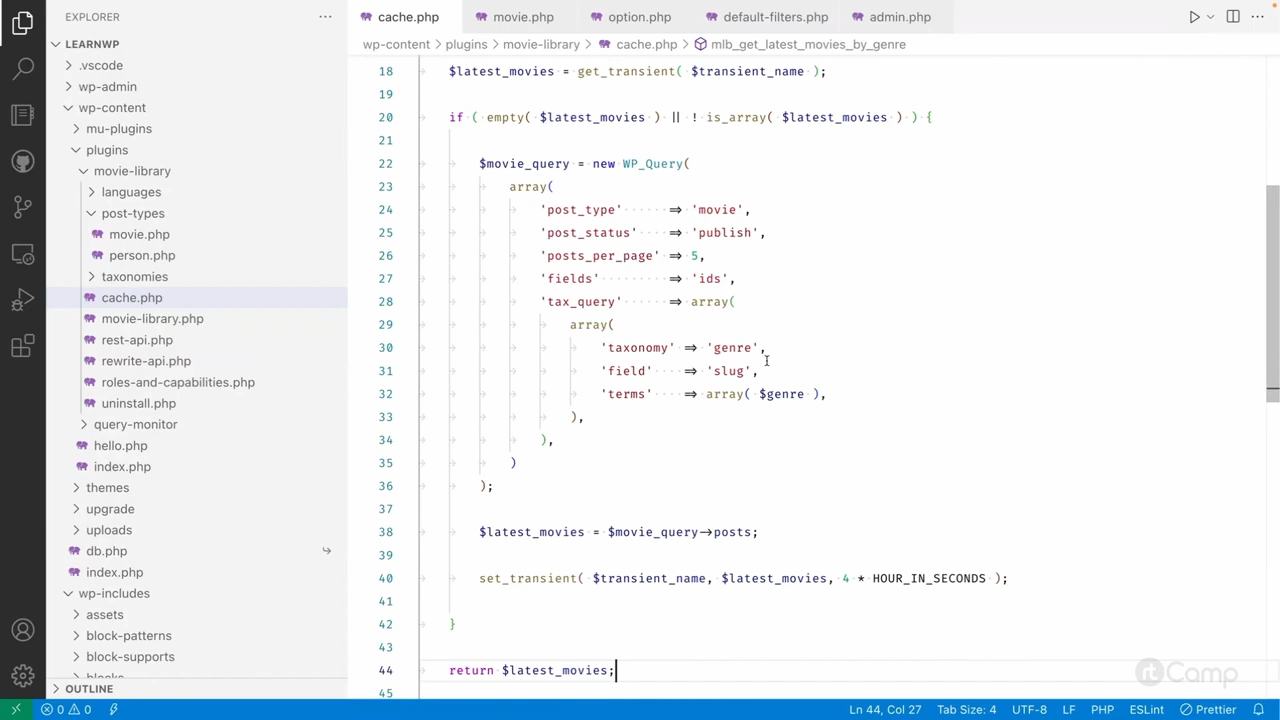 EXPLORER
LEARNWP
.vscode
wp-admin
wp-content
mu-plugins
plugins
movie-library
languages
post-types
movie.php
person.php
taxonomies
cache.php
movie-library.php
rest-api.php
rewrite-api.php
roles-and-capabilities.php
uninstall.php
query-monitor
hello.php
index.php
themes
upgrade
uploads
db.php
index.php
wp-includes
assets
block-patterns
block-supports
blocks
OUTLINE
cache.php movie.php option.php default-filters.php admin.php
wp-content > plugins > movie-library > cache.php > mlb_get_latest_movies_by_genre
18 $latest_movies = get_transient( $transient_name );
19
20 if ( empty( $latest_movies ) || ! is_array( $latest_movies ) ) {
21
22 $movie_query = new WP_Query(
23 array(
24 'post_type' => 'movie',
25 'post_status' => 'publish',
26 'posts_per_page' => 5,
27 'fields' => 'ids',
28 'tax_query' => array(
29 array(
30 'taxonomy' => 'genre',
31 'field' => 'slug',
32 'terms' => array( $genre ),
33 ),
34 ),
35 )
36 );
37
38 $latest_movies = $movie_query->posts;
39
40 set_transient( $transient_name, $latest_movies, 4 * HOUR_IN_SECONDS );
41
42 }
43
44 return $latest_movies;
45
rtCamp
0 0 Ln 44, Col 27 Tab Size: 4 UTF-8 LF PHP ESLint Prettier